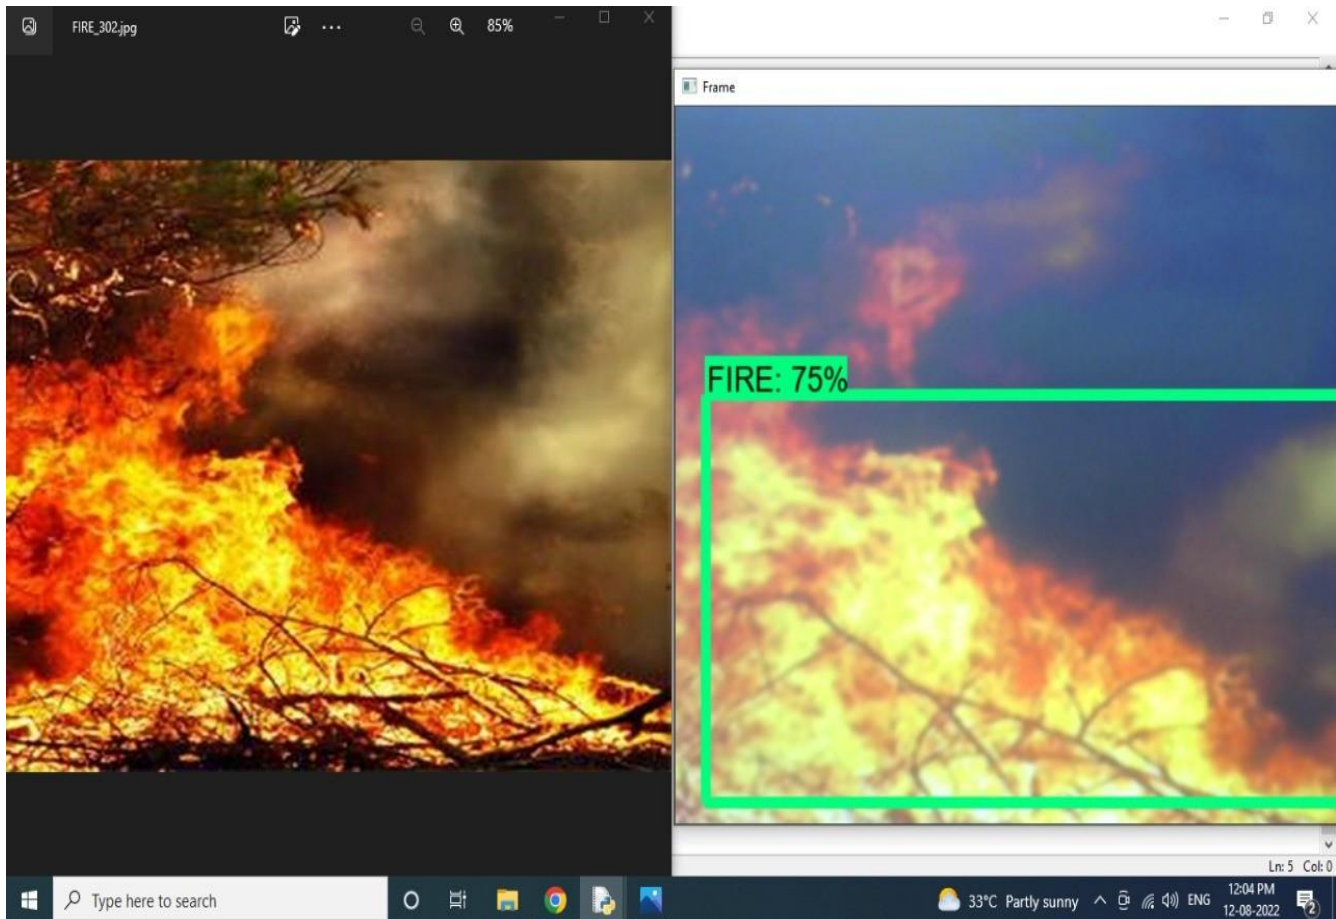 FIRE_302.jpg
85%
Frame
FIRE: 75%
Ln: 5 Col: 0
Type here to search
33°C Partly sunny
ENG
12:04 PM
12-08-2022
2